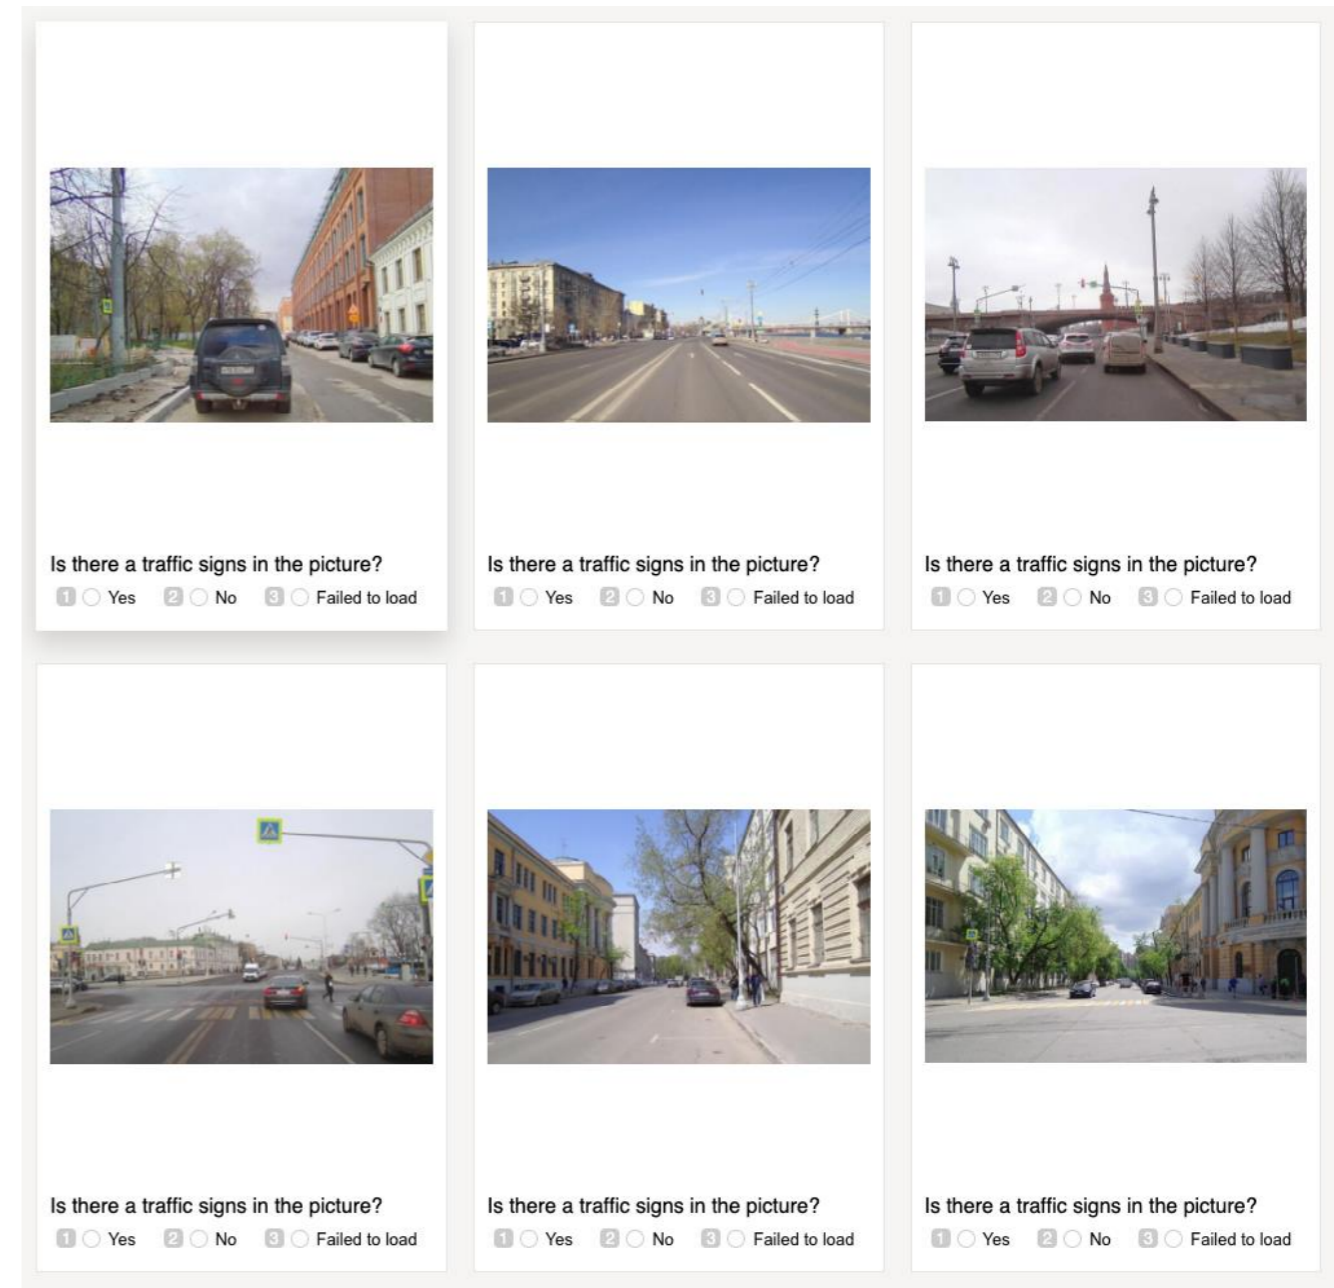 Is there a traffic signs in the picture?
1 Yes 2 No 3 Failed to load
Is there a traffic signs in the picture?
1 Yes 2 No 3 Failed to load
Is there a traffic signs in the picture?
1 Yes 2 No 3 Failed to load
Is there a traffic signs in the picture?
1 Yes 2 No 3 Failed to load
Is there a traffic signs in the picture?
1 Yes 2 No 3 Failed to load
Is there a traffic signs in the picture?
1 Yes 2 No 3 Failed to load